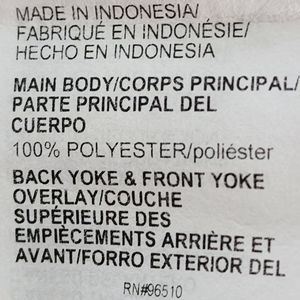 MADE IN INDONESIA/
FABRIQUÉ EN INDONÉSIE/
HECHO EN INDONESIA
MAIN BODY/CORPS PRINCIPAL/
PARTE PRINCIPAL DEL
CUERPO
100% POLYESTER/poliéster
BACK YOKE & FRONT YOKE
OVERLAY/COUCHE
SUPÉRIEURE DES
EMPIÈCEMENTS ARRIÈRE ET
AVANT/FORRO EXTERIOR DEL
RN#96510